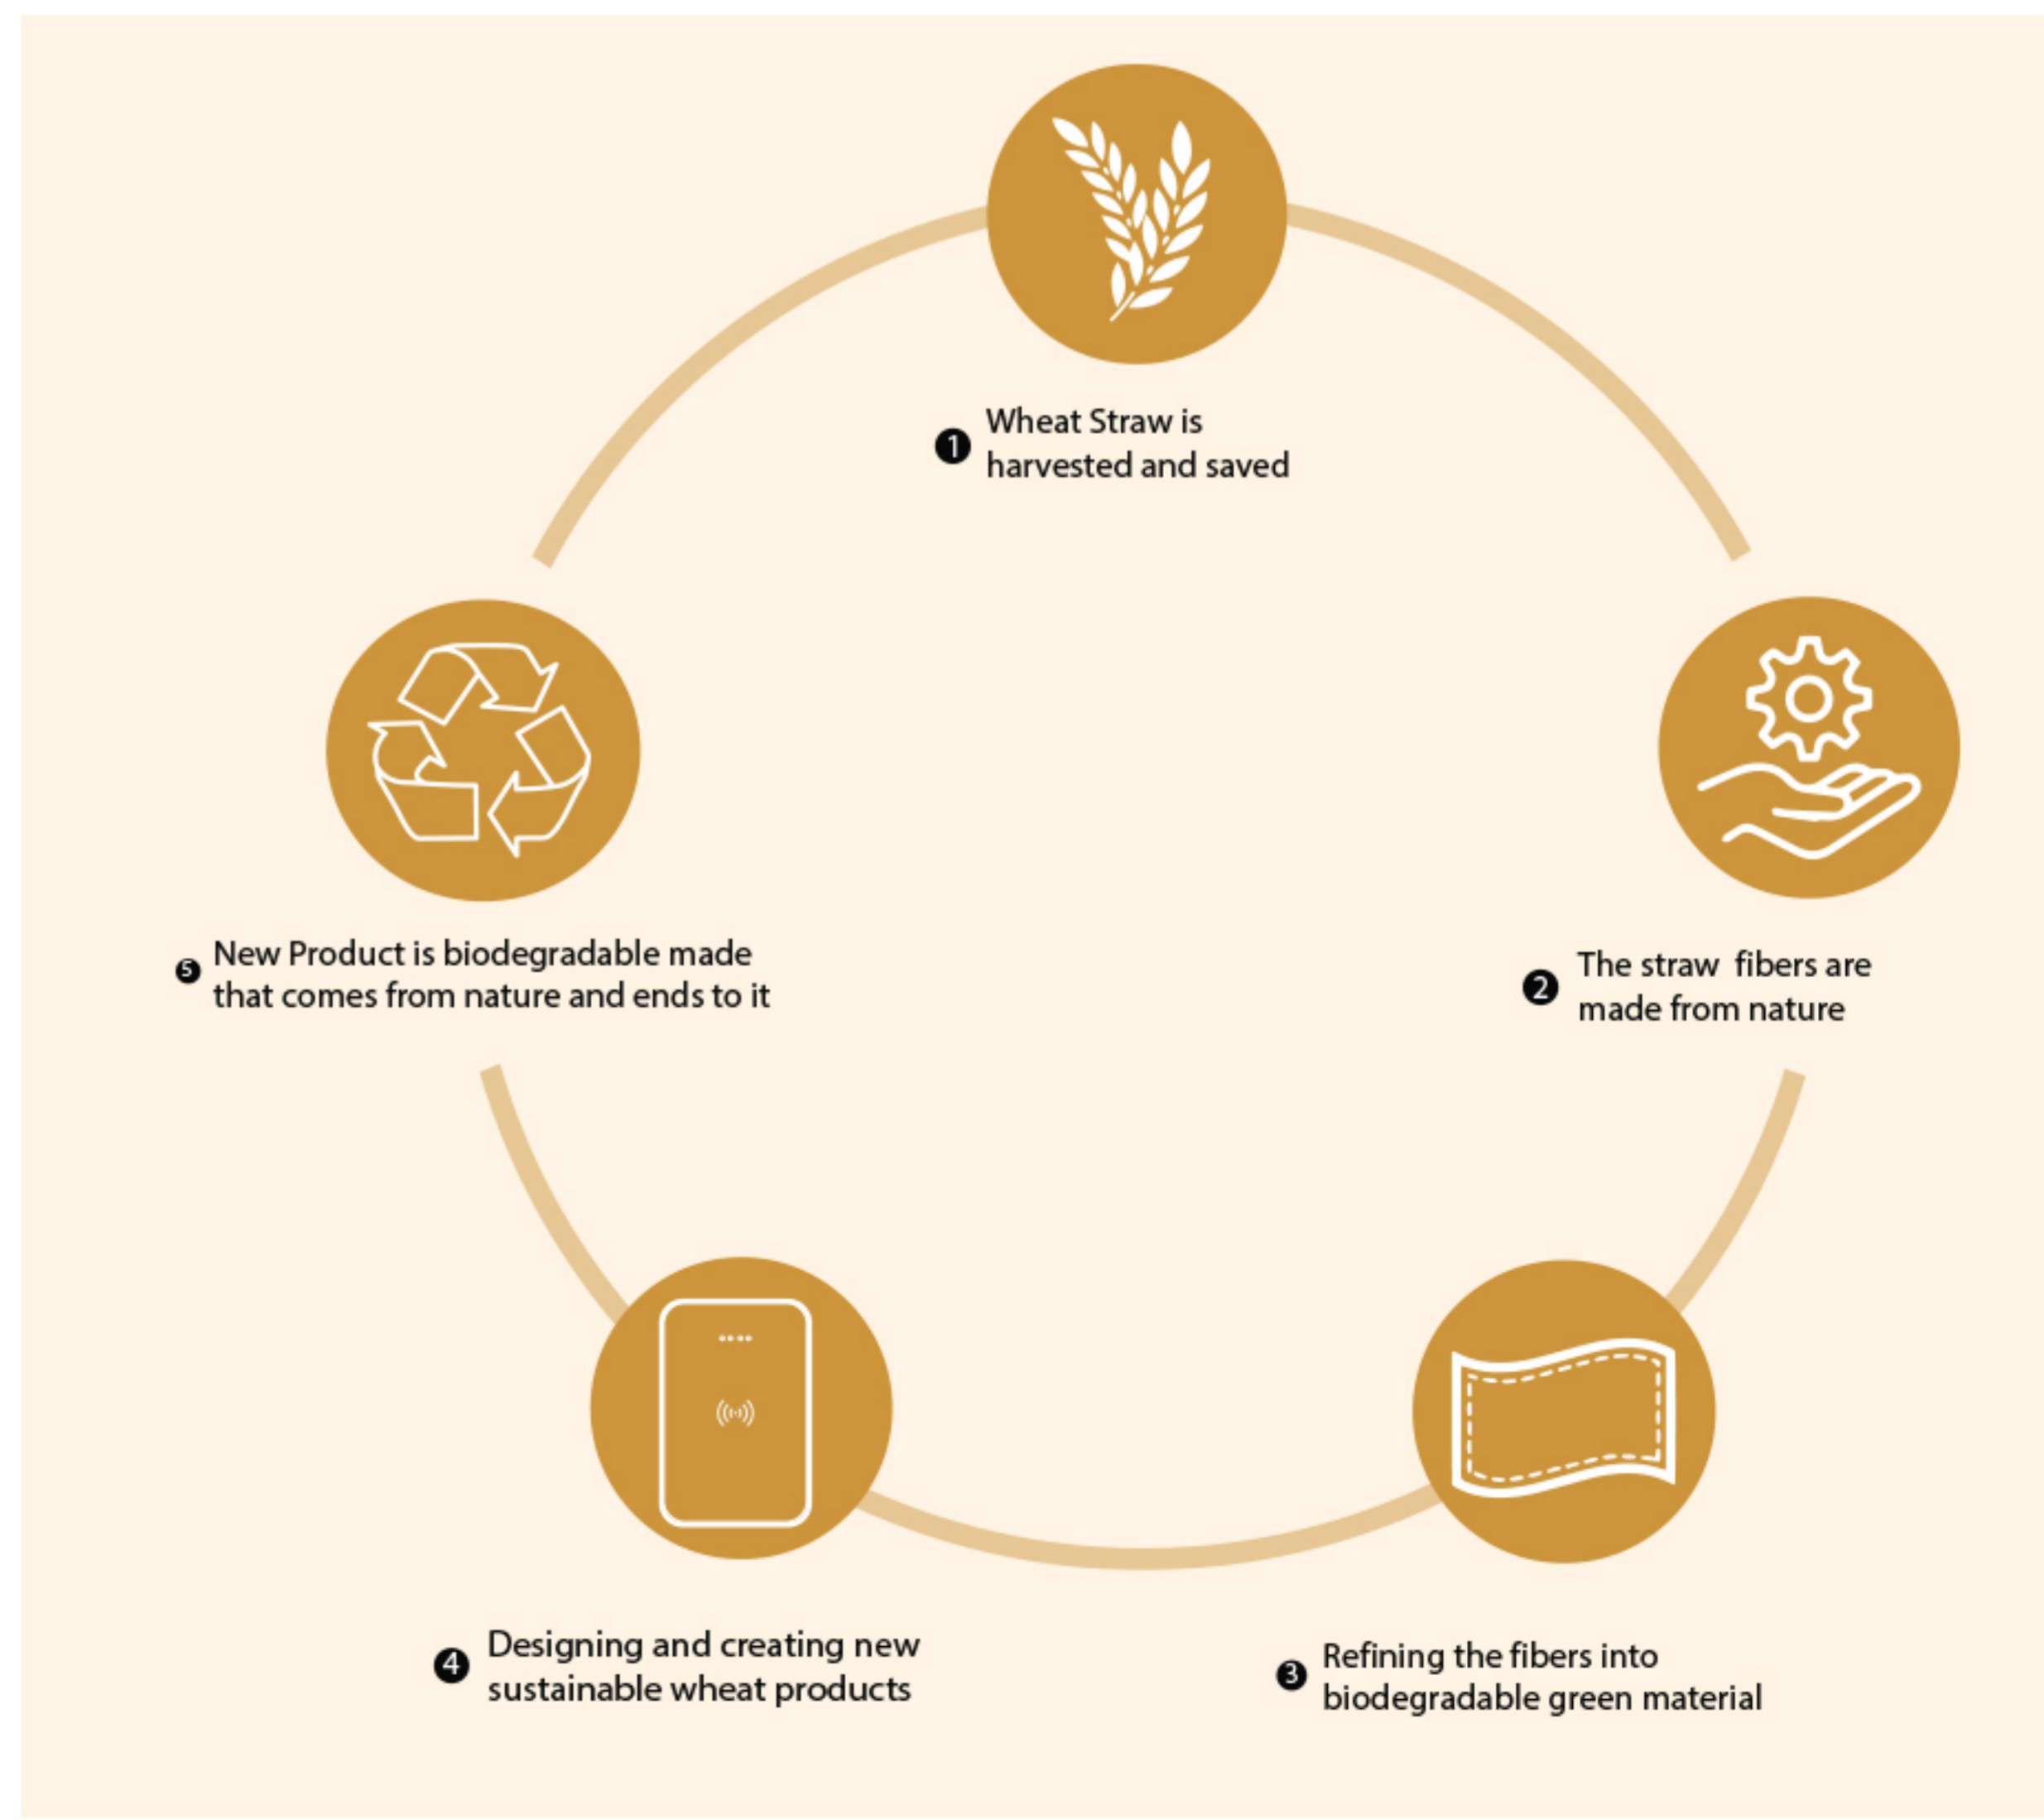 1 Wheat Straw is
harvested and saved
2 The straw fibers are
made from nature
3 Refining the fibers into
biodegradable green material
4 Designing and creating new
sustainable wheat products
5 New Product is biodegradable made
that comes from nature and ends to it